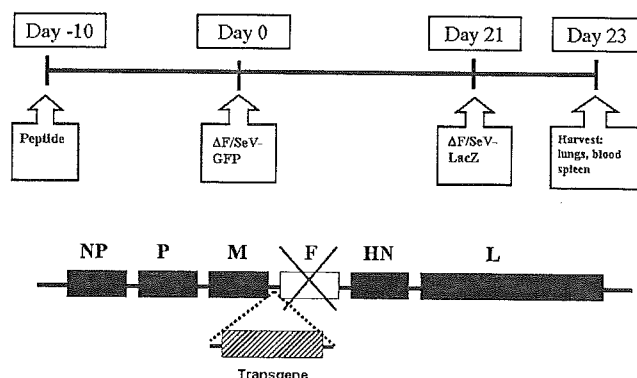 Day -10
Day 0
Day 21
Day 23
Peptide
ΔF/SeV-
GFP
ΔF/SeV-
LacZ
Harvest:
lungs, blood
spleen
NP
P
M
F
HN
L
Transgene